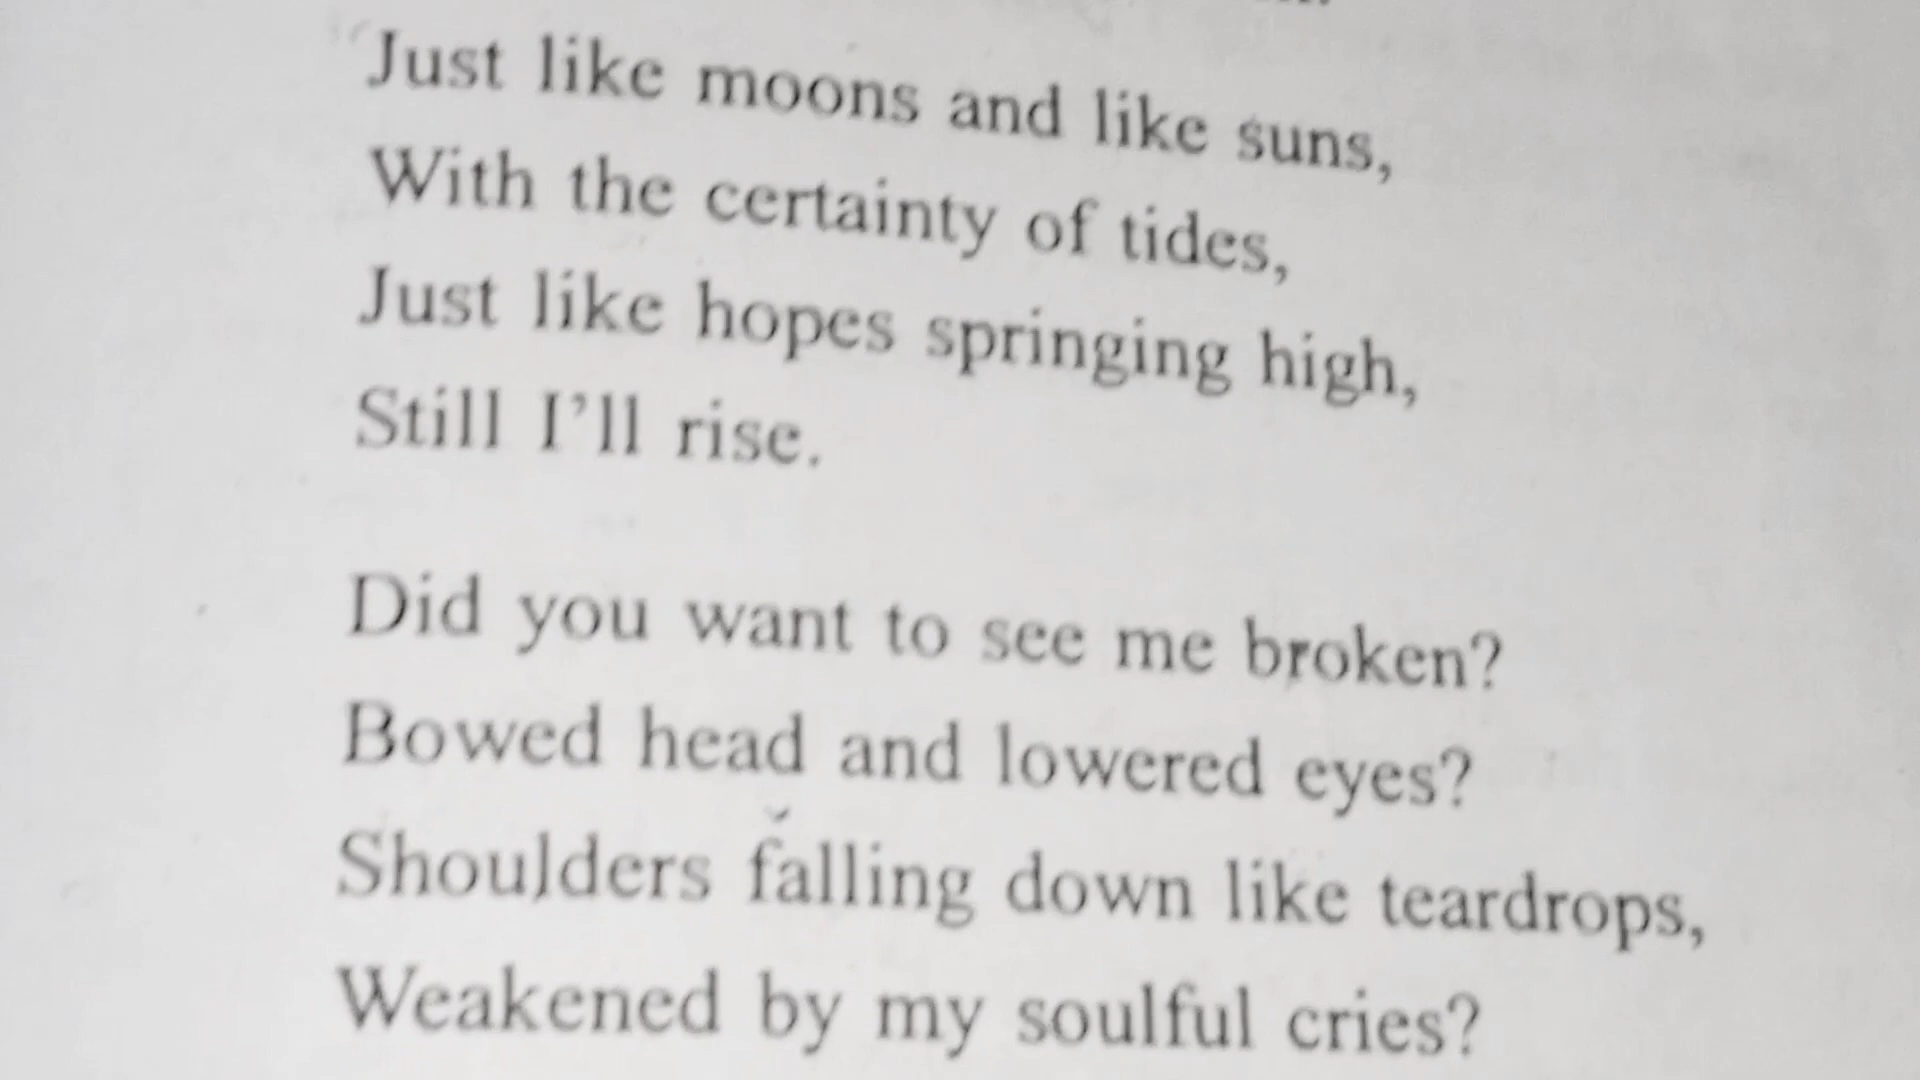 Just like moons and like suns,
With the certainty of tides,
Just like hopes springing high,
Still I'll rise.
Did you want to see me broken?
Bowed head and lowered eyes?
Shoulders falling down like teardrops,
Weakened by my soulful cries?